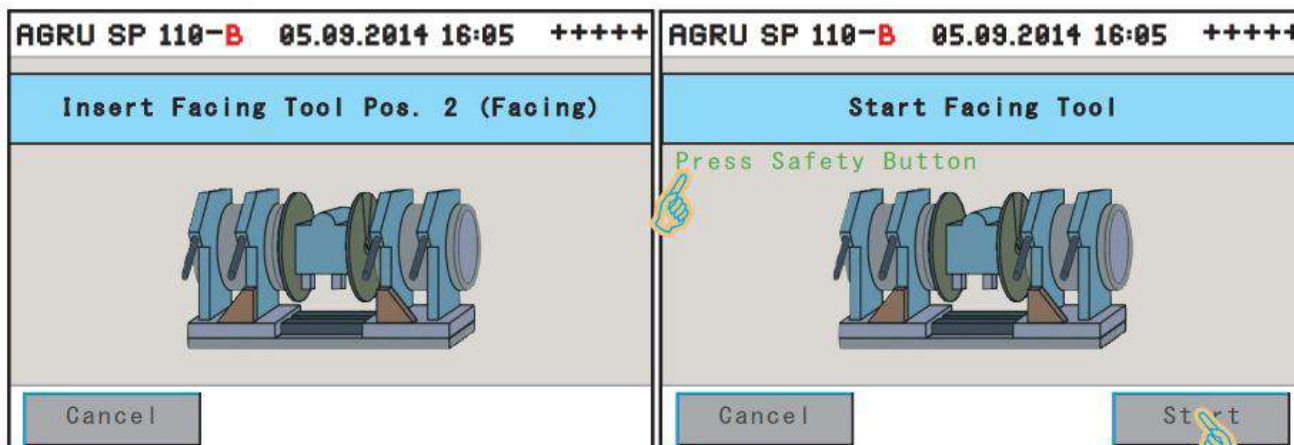 AGRU SP 110-B 05.09.2014 16:05 +++++
Insert Facing Tool Pos. 2 (Facing)
Cancel
AGRU SP 110-B 05.09.2014 16:05 +++++
Start Facing Tool
Press Safety Button
Cancel
Start